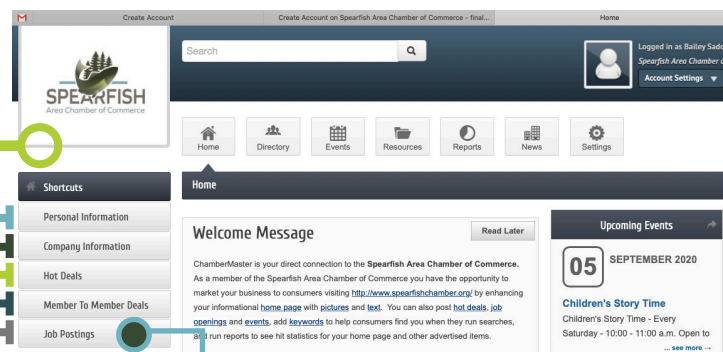 Create Account
Create Account on Spearfish Area Chamber of Commerce - final...
Home
SPEARFISH
Area Chamber of Commerce
Search
Logged in as Bailey Sado
Spearfish Area Chamber o
Account Settings
Home
Directory
Events
Resources
Reports
News
Settings
Shortcuts
Personal Information
Company Information
Hot Deals
Member To Member Deals
Job Postings
Home
Welcome Message
Read Later
ChamberMaster is your direct connection to the Spearfish Area Chamber of Commerce.
As a member of the Spearfish Area Chamber of Commerce you have the opportunity to
market your business to consumers visiting http://www.spearfishchamber.org/ by enhancing
your informational home page with pictures and text. You can also post hot deals, job
openings and events, add keywords to help consumers find you when they run searches,
and run reports to see hit statistics for your home page and other advertised items.
Upcoming Events
05
SEPTEMBER 2020
Children's Story Time
Children's Story Time - Every
Saturday - 10:00 - 11:00 a.m. Open to
... see more